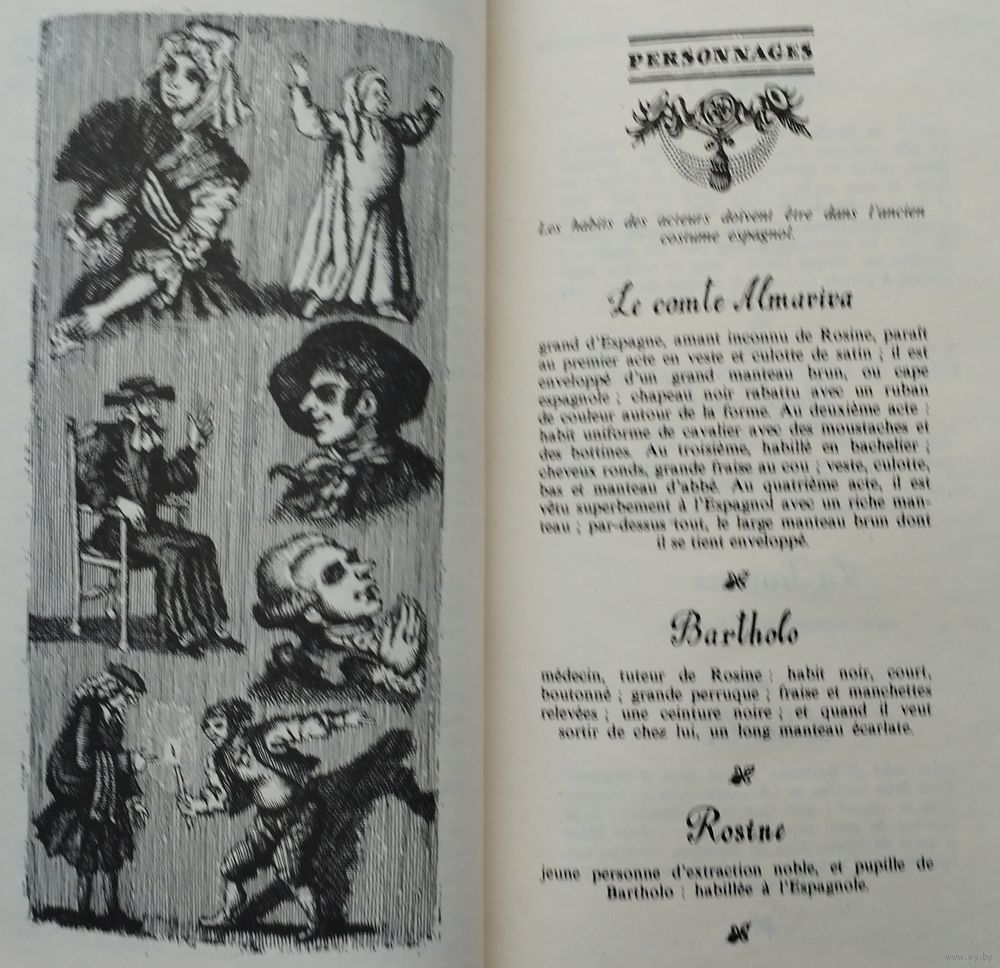 PERSONNAGES
Les habits des acteurs doivent être dans l'ancien
costume espagnol.
Le comte Almaviva
grand d'Espagne, amant inconnu de Rosine, paraît
au premier acte en veste et culotte de satin ; il est
enveloppé d'un grand manteau brun, ou cape
espagnole ; chapeau noir rabattu avec un ruban
de couleur autour de la forme. Au deuxième acte :
habit uniforme de cavalier avec des moustaches et
des bottines. Au troisième, habillé en bachelier ;
cheveux ronds, grande fraise au cou ; veste, culotte,
bas et manteau d'abbé. Au quatrième acte, il est
vêtu superbement à l'Espagnol avec un riche man-
teau ; par-dessus tout, le large manteau brun dont
il se tient enveloppé.
Bartholo
médecin, tuteur de Rosine : habit noir, court,
boutonné ; grande perruque ; fraise et manchettes
relevées ; une ceinture noire ; et quand il veut
sortir de chez lui, un long manteau écarlate.
Rosine
jeune personne d'extraction noble, et pupille de
Bartholo : habillée à l'Espagnole.
www.ay.by